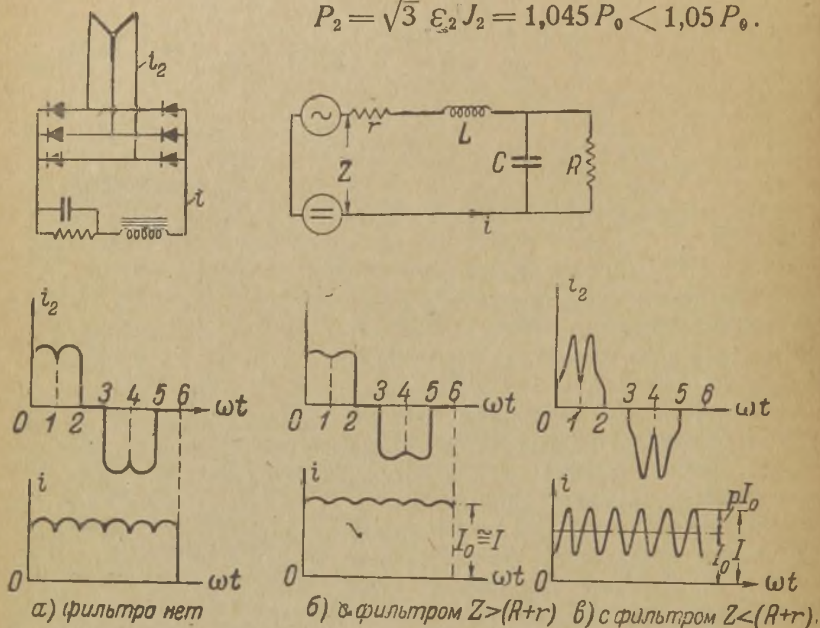 P₂ = √3 ε₂ J₂ = 1,045 P₀ < 1,05 P₀.
i₂
i
r
L
Z
C
R
i
i₂
0 1 2 3 4 5 6 ωt
i
0 ωt
а) фильтра нет
3 4 5 6 ωt
0 1 2
I₀≅I
0 ωt
б) с фильтром Z>(R+r)
i₂
3 4 5 6
0 1 2 ωt
i
pI₀
I₀ I
0 ωt
в) с фильтром Z<(R+r).